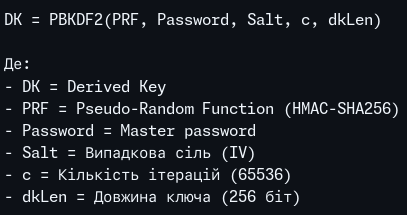 DK = PBKDF2(PRF, Password, Salt, c, dkLen)
Де:
- DK = Derived Key
- PRF = Pseudo-Random Function (HMAC-SHA256)
- Password = Master password
- Salt = Випадкова сіль (IV)
- c = Кількість ітерацій (65536)
- dkLen = Довжина ключа (256 біт)